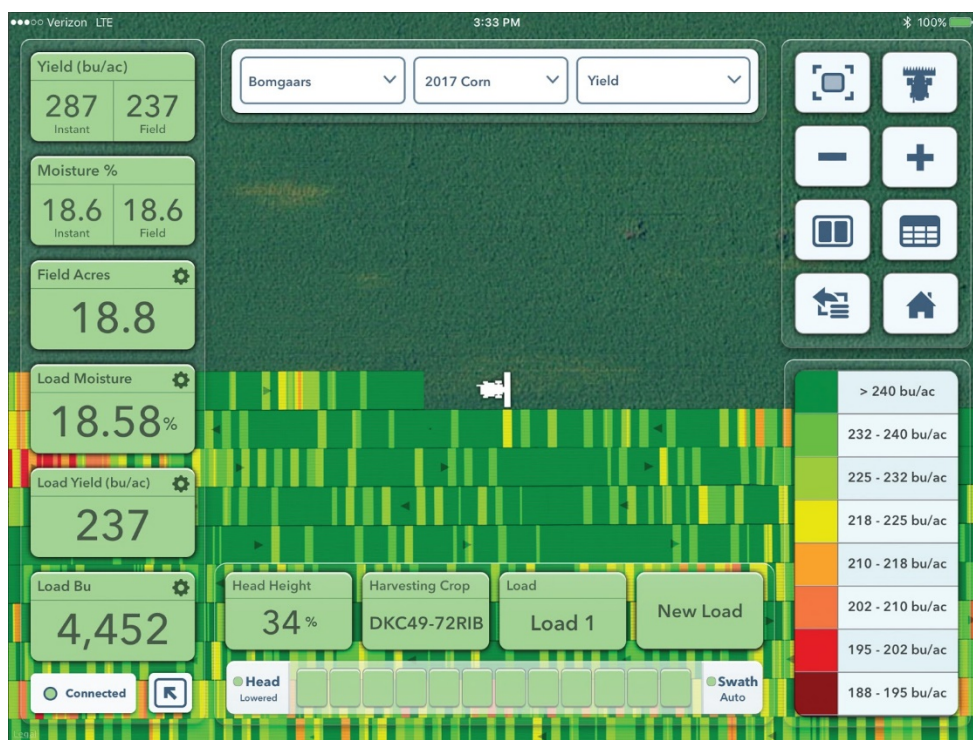 Verizon LTE
3:33 PM
100%
Yield (bu/ac)
287 237
Instant Field
Moisture %
18.6 18.6
Instant Field
Field Acres
18.8
Load Moisture
18.58%
Load Yield (bu/ac)
237
Load Bu
4,452
Connected
Bomgaars
2017 Corn
Yield
Head Height
34%
Harvesting Crop
DKC49-72RIB
Load
Load 1
New Load
Head
Lowered
Swath
Auto
> 240 bu/ac
232 - 240 bu/ac
225 - 232 bu/ac
218 - 225 bu/ac
210 - 218 bu/ac
202 - 210 bu/ac
195 - 202 bu/ac
188 - 195 bu/ac
Legal